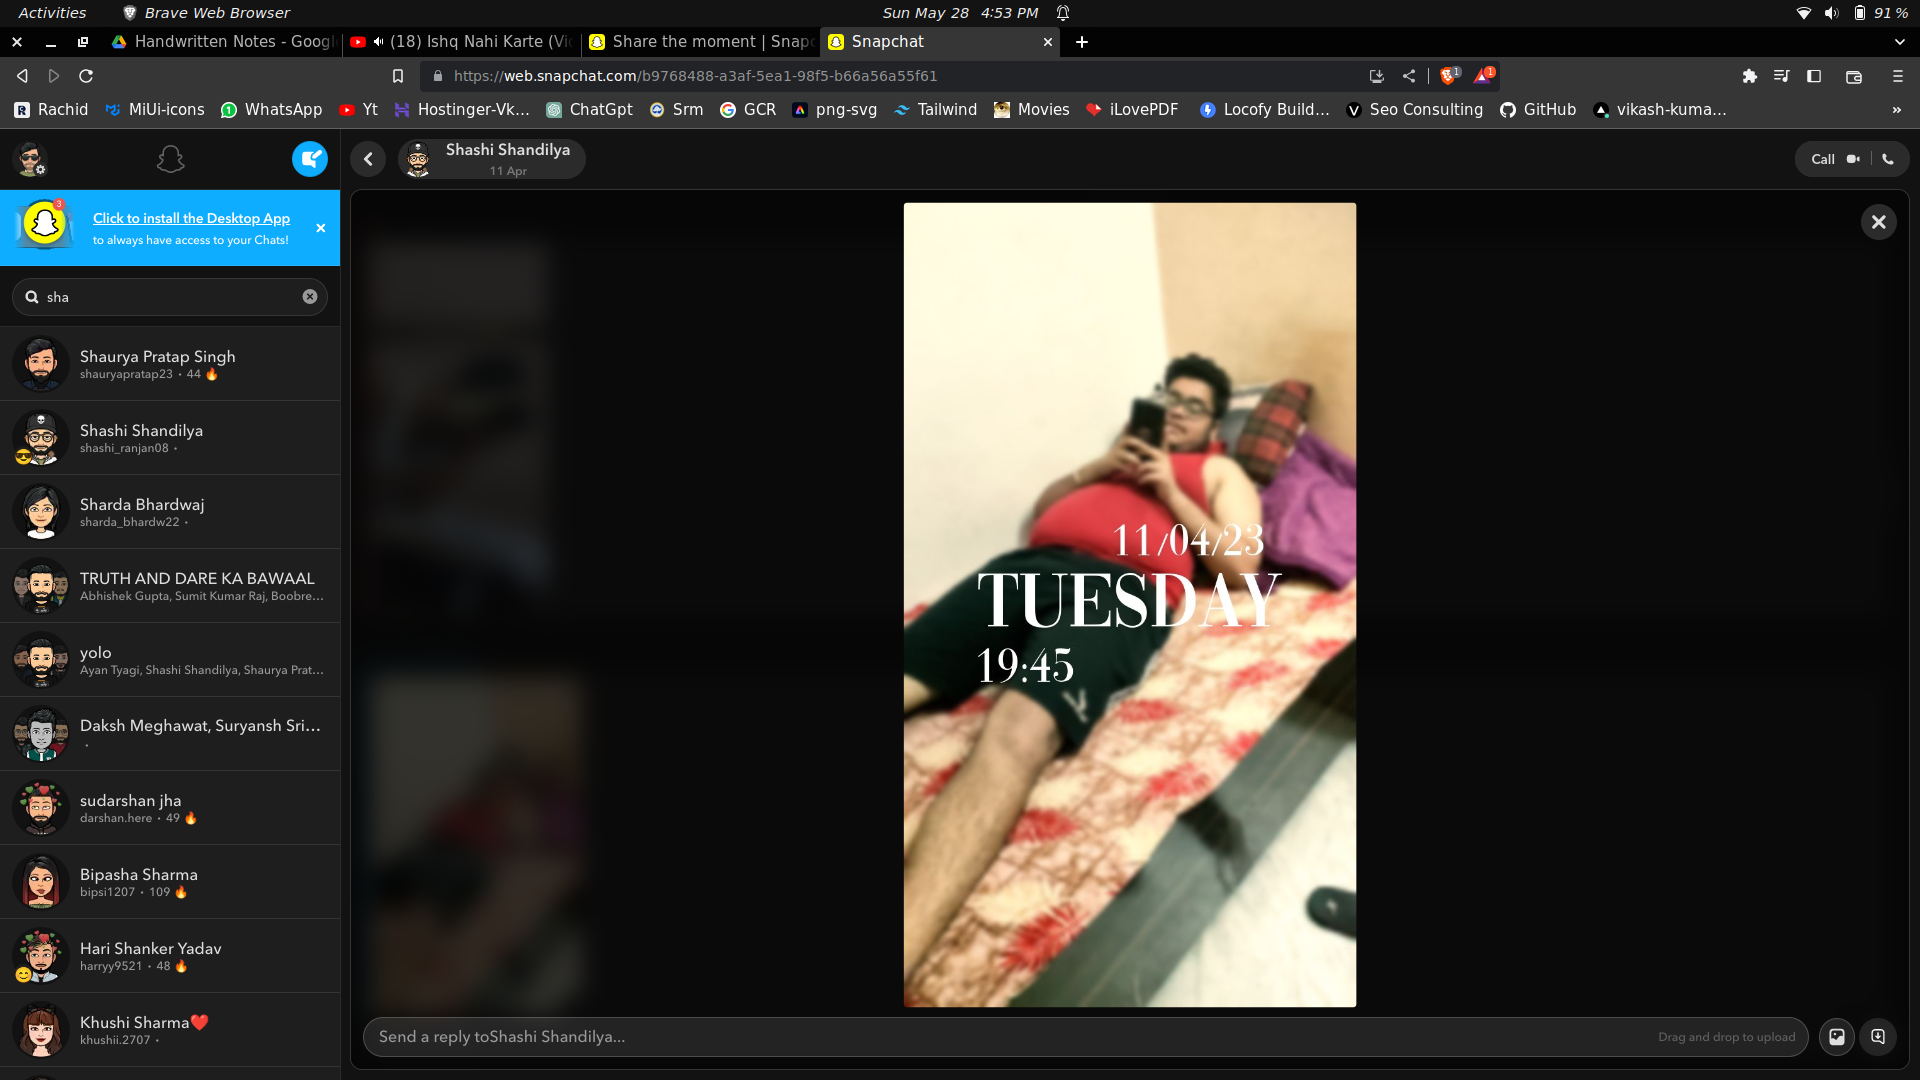 Activities
Brave Web Browser
Sun May 28 4:53 PM
91 %
Handwritten Notes - Googl
(18) Ishq Nahi Karte (Vi
Share the moment | Snap
Snapchat
https://web.snapchat.com/b9768488-a3af-5ea1-98f5-b66a56a55f61
1
1
Rachid
MiUi-icons
WhatsApp
Yt
Hostinger-Vk...
ChatGpt
Srm
GCR
png-svg
Tailwind
Movies
iLovePDF
Locofy Build...
Seo Consulting
GitHub
vikash-kuma...
»
Shashi Shandilya
11 Apr
Call
3
Click to install the Desktop App
to always have access to your Chats!
sha
Shaurya Pratap Singh
shauryapratap23 · 44 🔥
Shashi Shandilya
shashi_ranjan08 ·
Sharda Bhardwaj
sharda_bhardw22 ·
TRUTH AND DARE KA BAWAAL
Abhishek Gupta, Sumit Kumar Raj, Boobre...
yolo
Ayan Tyagi, Shashi Shandilya, Shaurya Prat...
Daksh Meghawat, Suryansh Sri...
·
sudarshan jha
darshan.here · 49 🔥
Bipasha Sharma
bipsi1207 · 109 🔥
Hari Shanker Yadav
harryy9521 · 48 🔥
Khushi Sharma❤️
khushii.2707 ·
11/04/23
TUESDAY
19:45
Send a reply toShashi Shandilya...
Drag and drop to upload